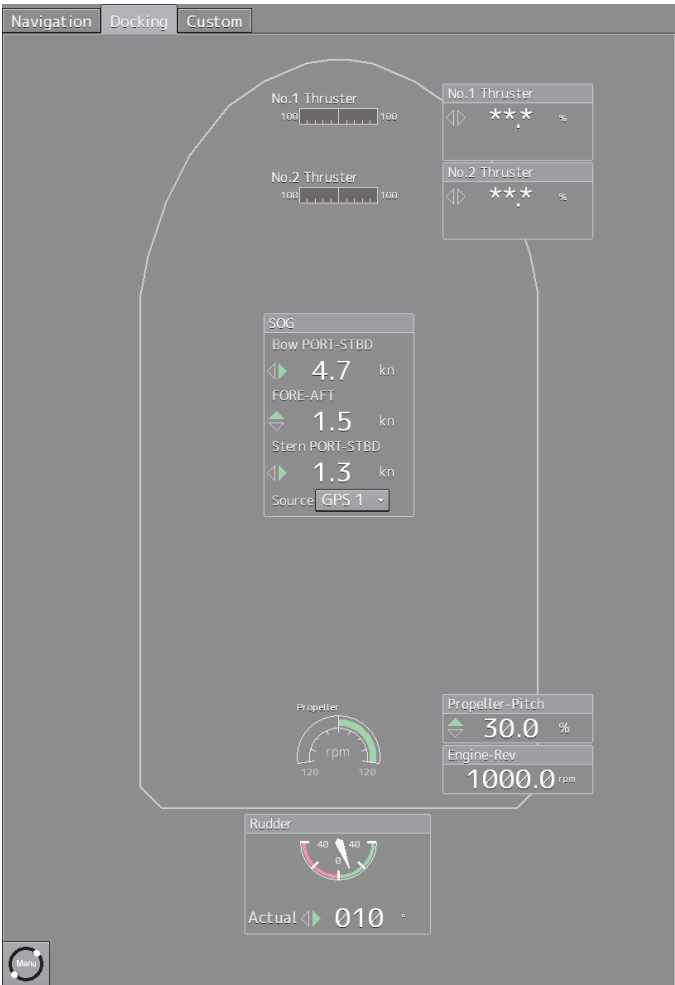 Navigation Docking Custom
No.1 Thruster
100 100
No.1 Thruster
**.* %
No.2 Thruster
100 100
No.2 Thruster
**.* %
SOG
Bow PORT-STBD
4.7 kn
FORE-AFT
1.5 kn
Stern PORT-STBD
1.3 kn
Source GPS 1
Propeller
rpm
120 120
Propeller-Pitch
30.0 %
Engine-Rev
1000.0 rpm
Rudder
40 40
0
Actual 010 °
Menu